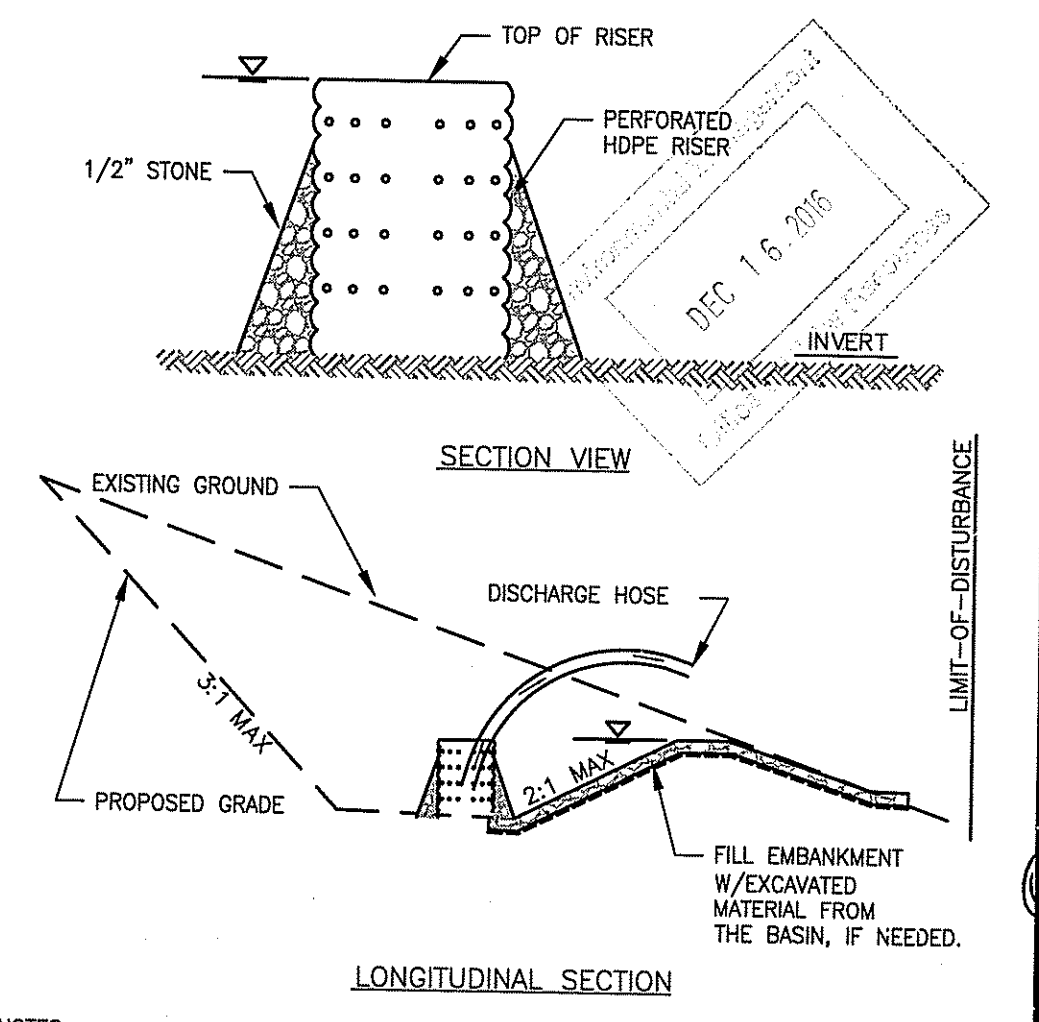 TOP OF RISER
PERFORATED
HDPE RISER
1/2" STONE
DEC 16 2016
INVERT
SECTION VIEW
EXISTING GROUND
LIMIT-OF-DISTURBANCE
DISCHARGE HOSE
3:1 MAX
2:1 MAX
PROPOSED GRADE
FILL EMBANKMENT
W/EXCAVATED
MATERIAL FROM
THE BASIN, IF NEEDED.
LONGITUDINAL SECTION